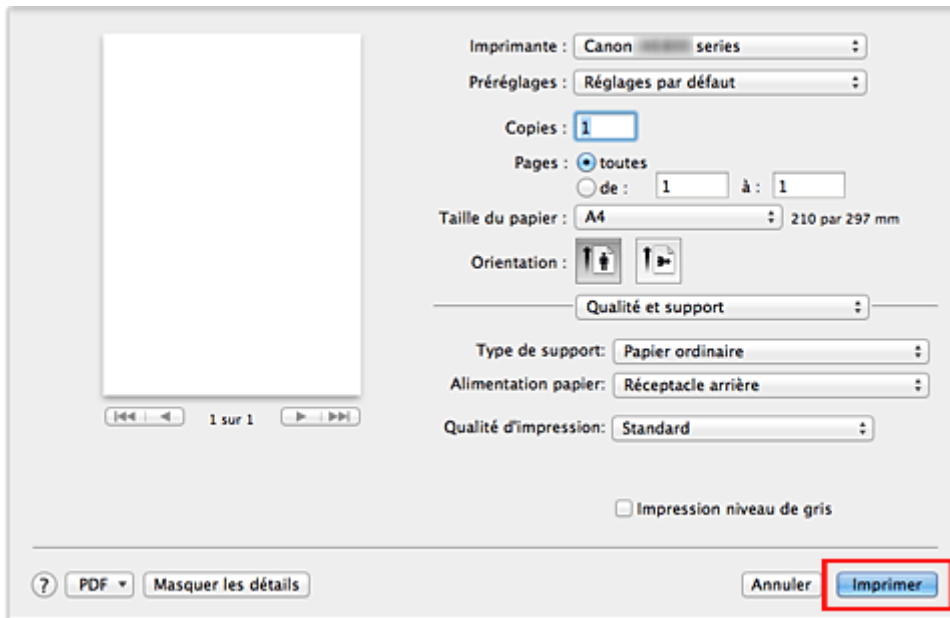 Imprimante : Canon series
Préréglages : Réglages par défaut
Copies : 1
Pages : toutes
de : 1 à : 1
Taille du papier : A4 210 par 297 mm
Orientation :
Qualité et support
Type de support: Papier ordinaire
Alimentation papier: Réceptacle arrière
1 sur 1
Qualité d'impression: Standard
Impression niveau de gris
? PDF Masquer les détails Annuler Imprimer